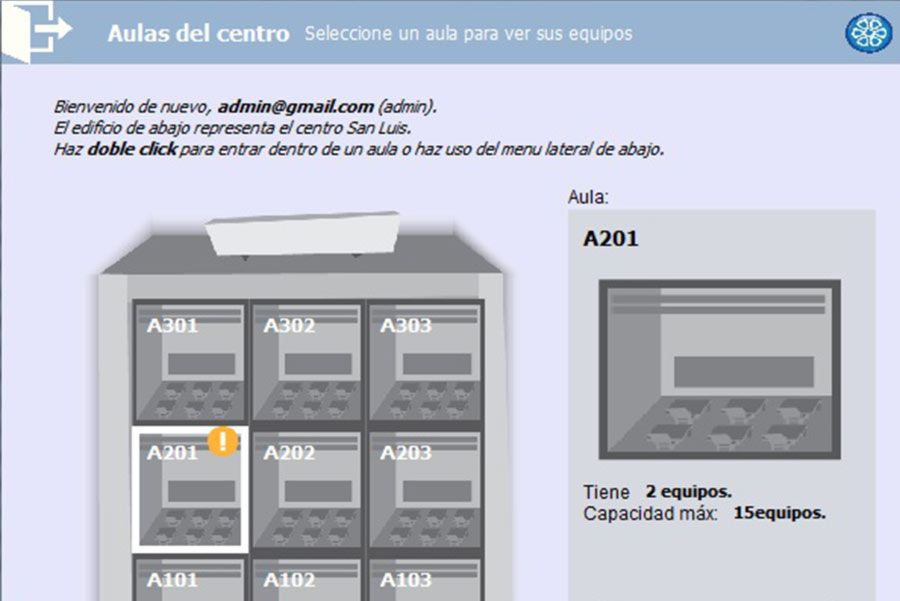 Aulas del centro Seleccione un aula para ver sus equipos
Bienvenido de nuevo, admin@gmail.com (admin).
El edificio de abajo representa el centro San Luis.
Haz doble click para entrar dentro de un aula o haz uso del menu lateral de abajo.
Aula:
A201
A301 A302 A303
A201 ! A202 A203
A101 A102 A103
Tiene 2 equipos.
Capacidad máx: 15equipos.